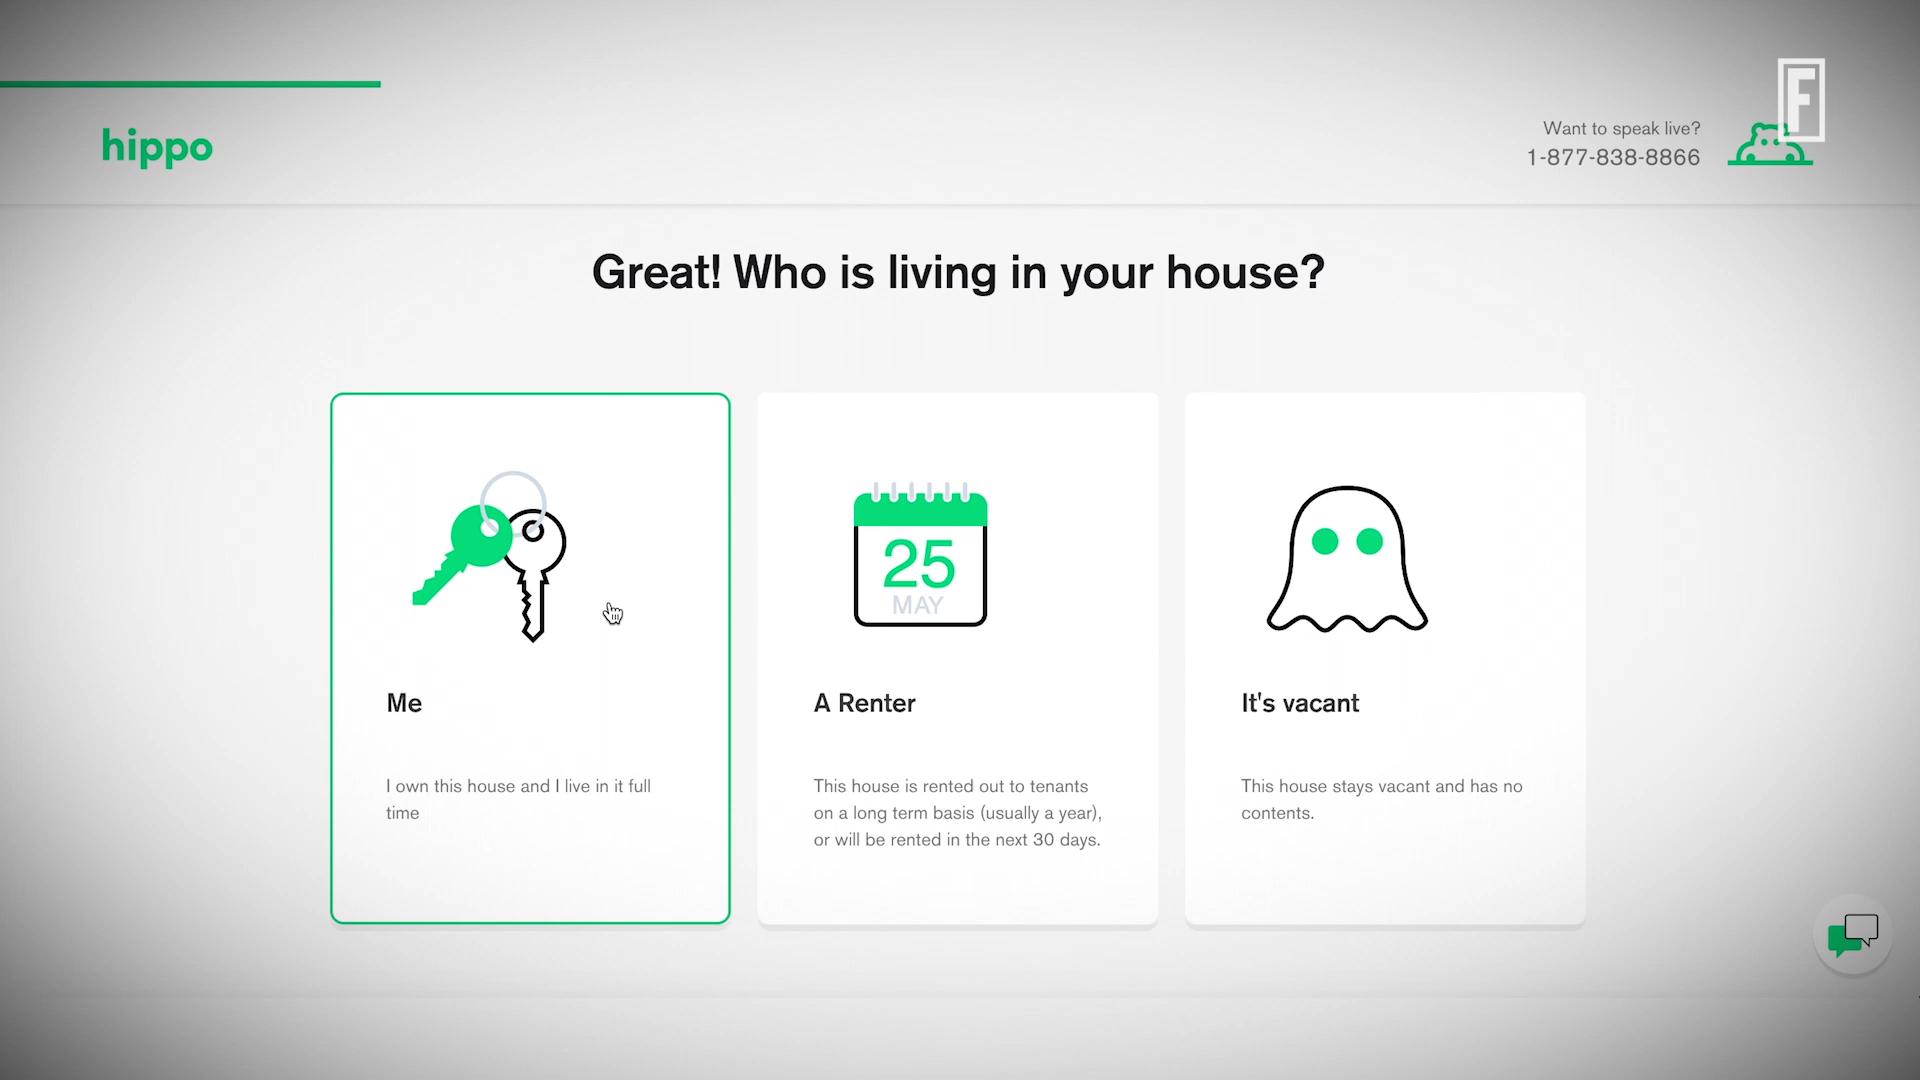 hippo
Want to speak live?
1-877-838-8866
F
Great! Who is living in your house?
25
MAY
Me
A Renter
It's vacant
I own this house and I live in it full
time
This house is rented out to tenants
on a long term basis (usually a year),
or will be rented in the next 30 days.
This house stays vacant and has no
contents.